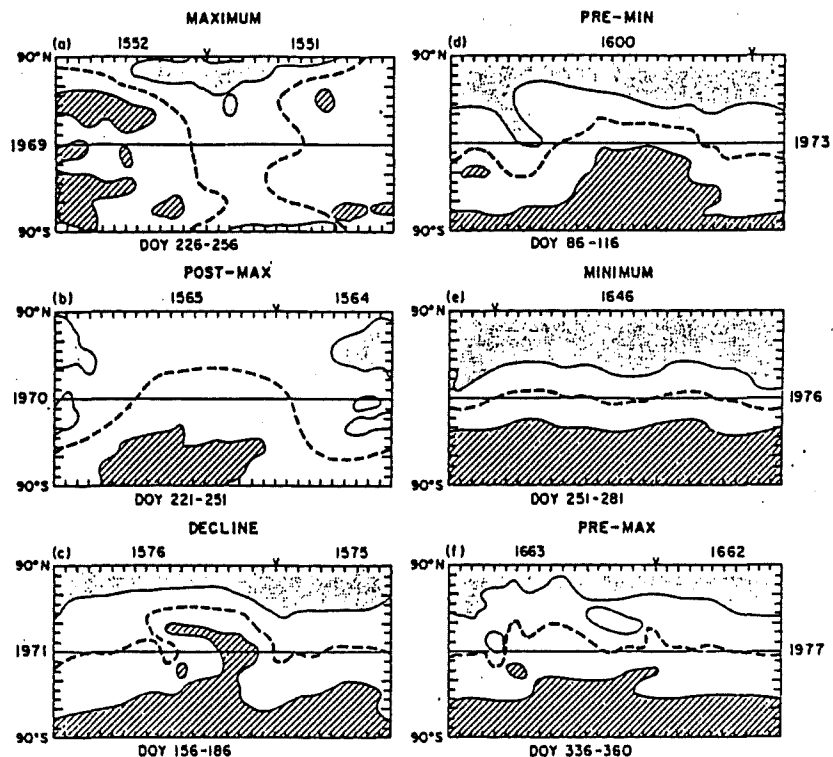 MAXIMUM
(a) 1552 1551
90°N
1969
90°S
DOY 226-256
POST-MAX
(b) 1565 1564
90°N
1970
90°S
DOY 221-251
DECLINE
(c) 1576 1575
90°N
1971
90°S
DOY 156-186
PRE-MIN
(d) 1600
90°N
1973
90°S
DOY 86-116
MINIMUM
(e) 1646
90°N
1976
90°S
DOY 251-281
PRE-MAX
(f) 1663 1662
90°N
1977
90°S
DOY 336-360